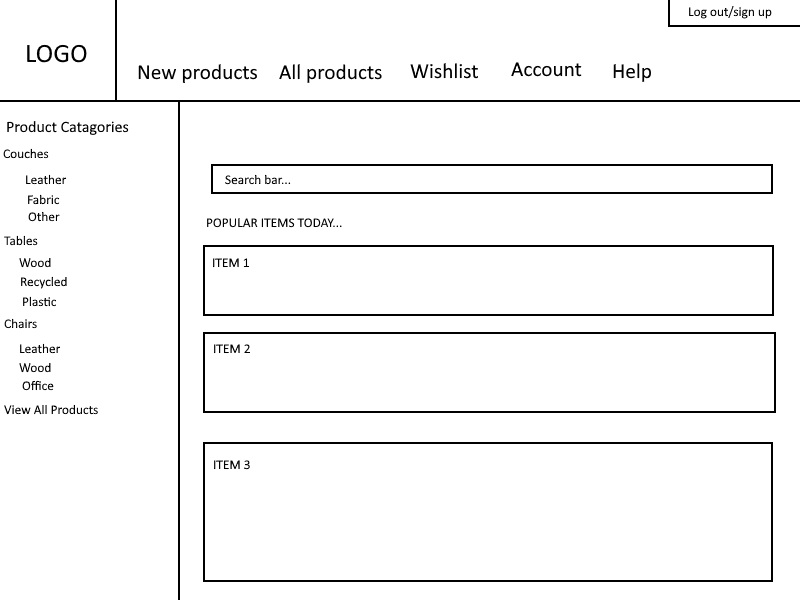 Log out/sign up
LOGO
New products
All products
Wishlist
Account
Help
Product Catagories
Couches
Leather
Fabric
Other
Tables
Wood
Recycled
Plastic
Chairs
Leather
Wood
Office
View All Products
Search bar...
POPULAR ITEMS TODAY...
ITEM 1
ITEM 2
ITEM 3